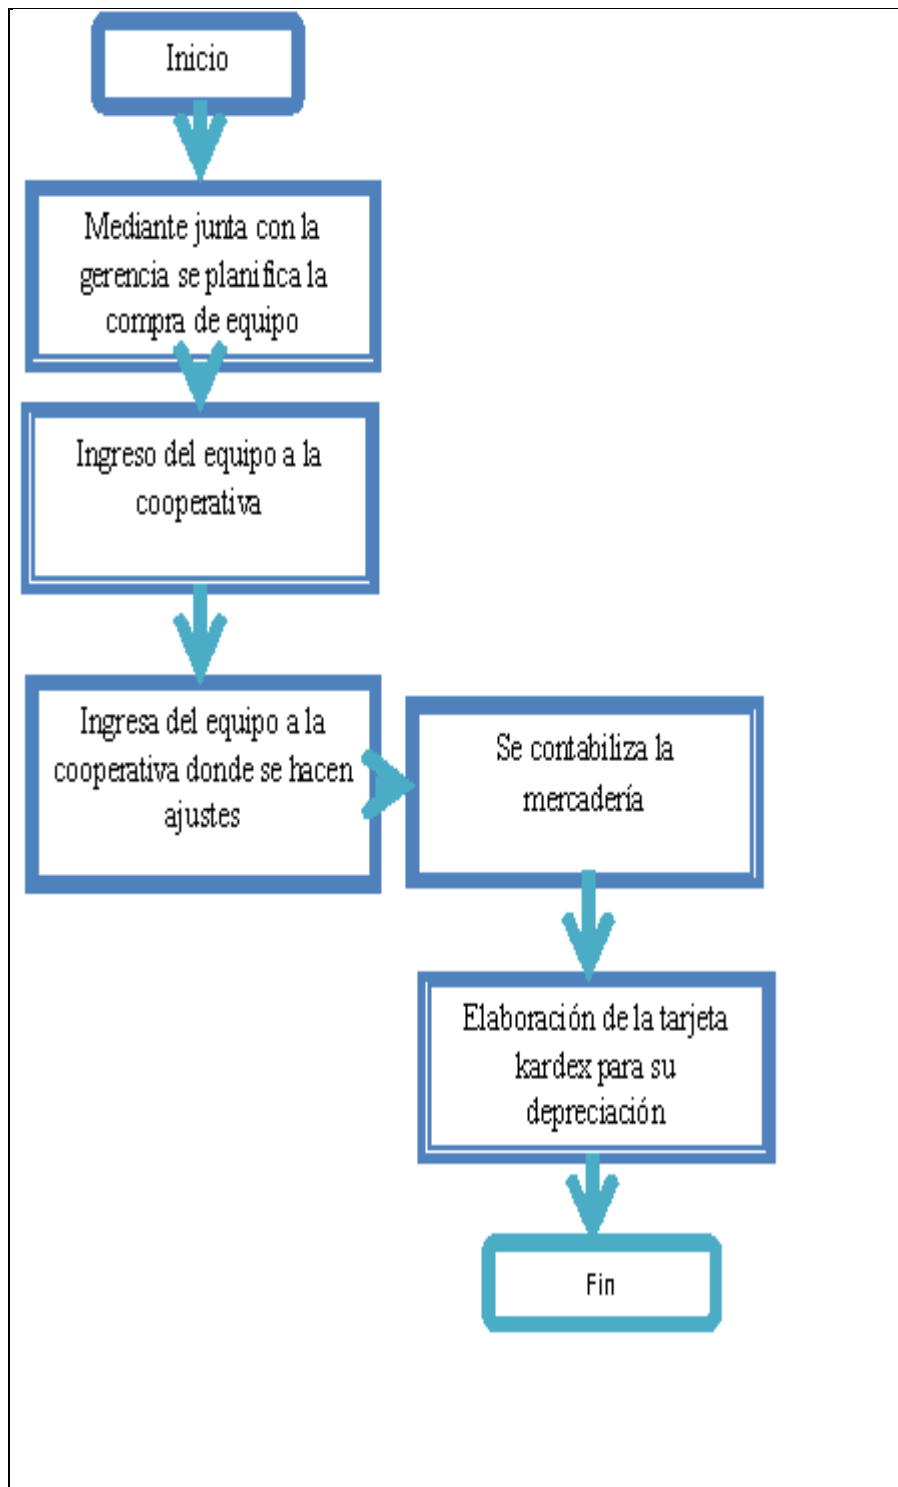 Inicio
Mediante junta con la
gerencia se planifica la
compra de equipo
Ingreso del equipo a la
cooperativa
Ingresa del equipo a la
cooperativa donde se hacen
ajustes
Se contabiliza la
mercadería
Elaboración de la tarjeta
kardex para su
depreciación
Fin